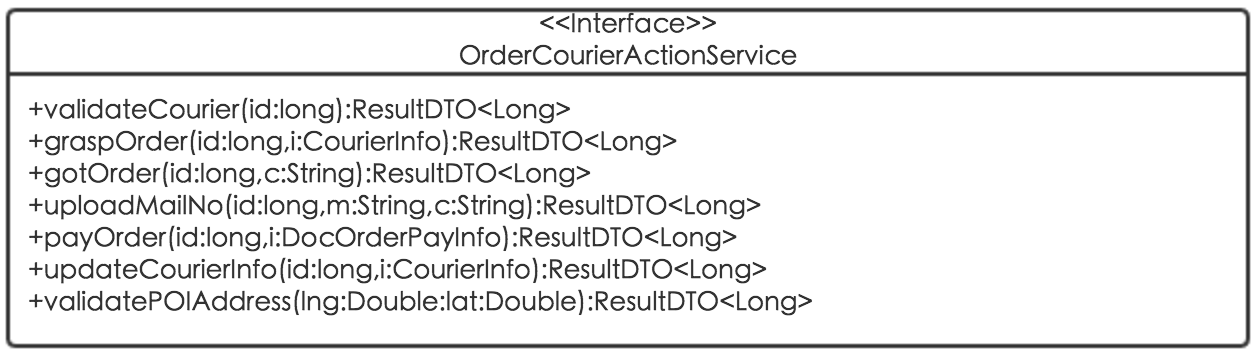 <<Interface>>
OrderCourierActionService
+validateCourier(id:long):ResultDTO<Long>
+graspOrder(id:long,i:CourierInfo):ResultDTO<Long>
+gotOrder(id:long,c:String):ResultDTO<Long>
+uploadMailNo(id:long,m:String,c:String):ResultDTO<Long>
+payOrder(id:long,i:DocOrderPayInfo):ResultDTO<Long>
+updateCourierInfo(id:long,i:CourierInfo):ResultDTO<Long>
+validatePOIAddress(lng:Double:lat:Double):ResultDTO<Long>